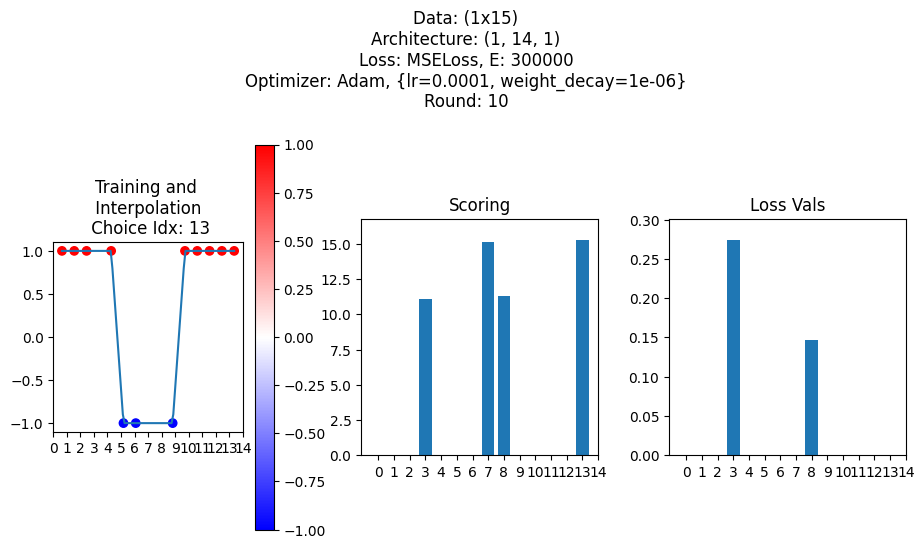 Data: (1x15)
Architecture: (1, 14, 1)
Loss: MSELoss, E: 300000
Optimizer: Adam, {lr=0.0001, weight_decay=1e-06}
Round: 10
Training and
Interpolation
Choice Idx: 13
1.0
0.5
0.0
−0.5
−1.0
0 1 2 3 4 5 6 7 8 9 10 11 12 13 14
1.00
0.75
0.50
0.25
0.00
−0.25
−0.50
−0.75
−1.00
Scoring
15.0
12.5
10.0
7.5
5.0
2.5
0.0
0 1 2 3 4 5 6 7 8 9 10 11 12 13 14
Loss Vals
0.30
0.25
0.20
0.15
0.10
0.05
0.00
0 1 2 3 4 5 6 7 8 9 10 11 12 13 14